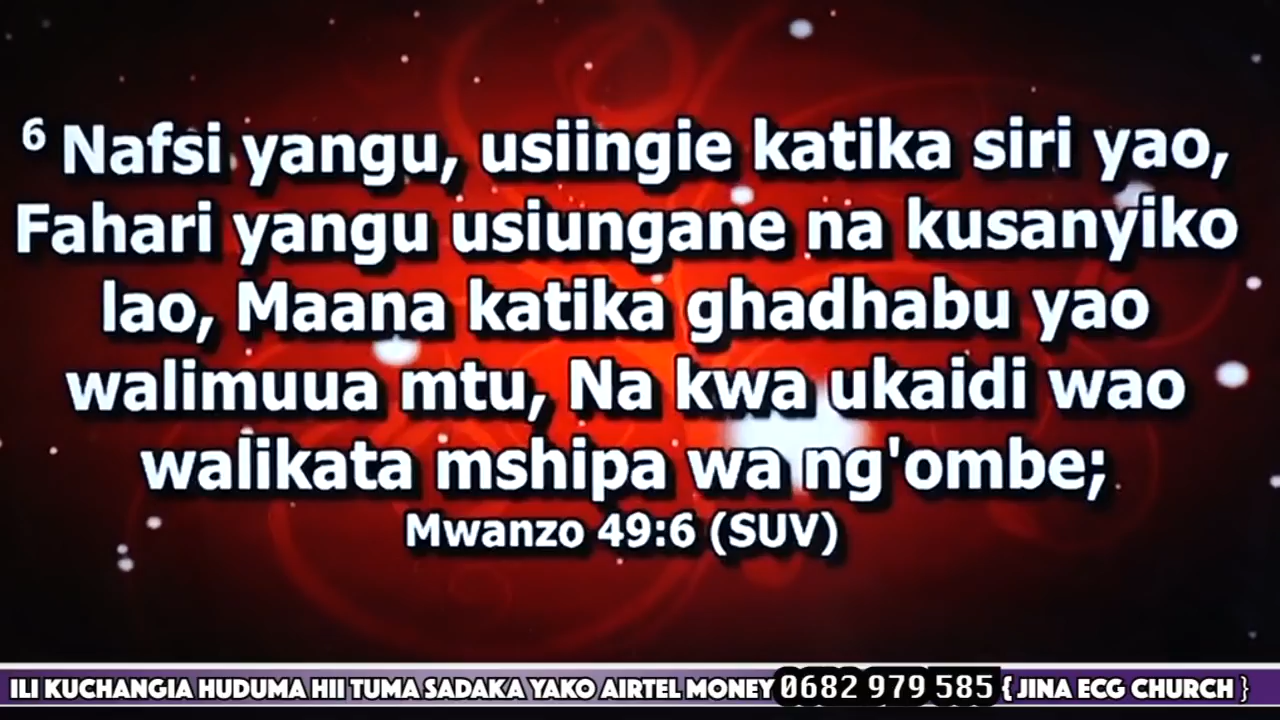 6 Nafsi yangu, usiingie katika siri yao,
Fahari yangu usiungane na kusanyiko
lao, Maana katika ghadhabu yao
walimuua mtu, Na kwa ukaidi wao
walikata mshipa wa ng'ombe;
Mwanzo 49:6 (SUV)
ILI KUCHANGIA HUDUMA HII TUMA SADAKA YAKO AIRTEL MONEY 0682 979 585 { JINA ECG CHURCH }